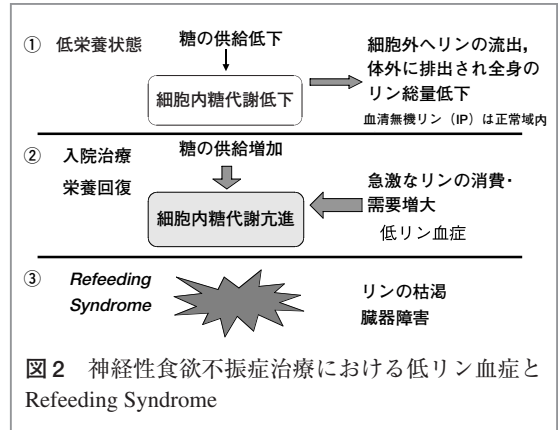 ① 低栄養状態
糖の供給低下
細胞内糖代謝低下
細胞外へリンの流出，
体外に排出され全身の
リン総量低下
血清無機リン（IP）は正常域内
② 入院治療
栄養回復
糖の供給増加
細胞内糖代謝亢進
急激なリンの消費・
需要増大
低リン血症
③ Refeeding
Syndrome
リンの枯渇
臓器障害
図2 神経性食欲不振症治療における低リン血症と
Refeeding Syndrome